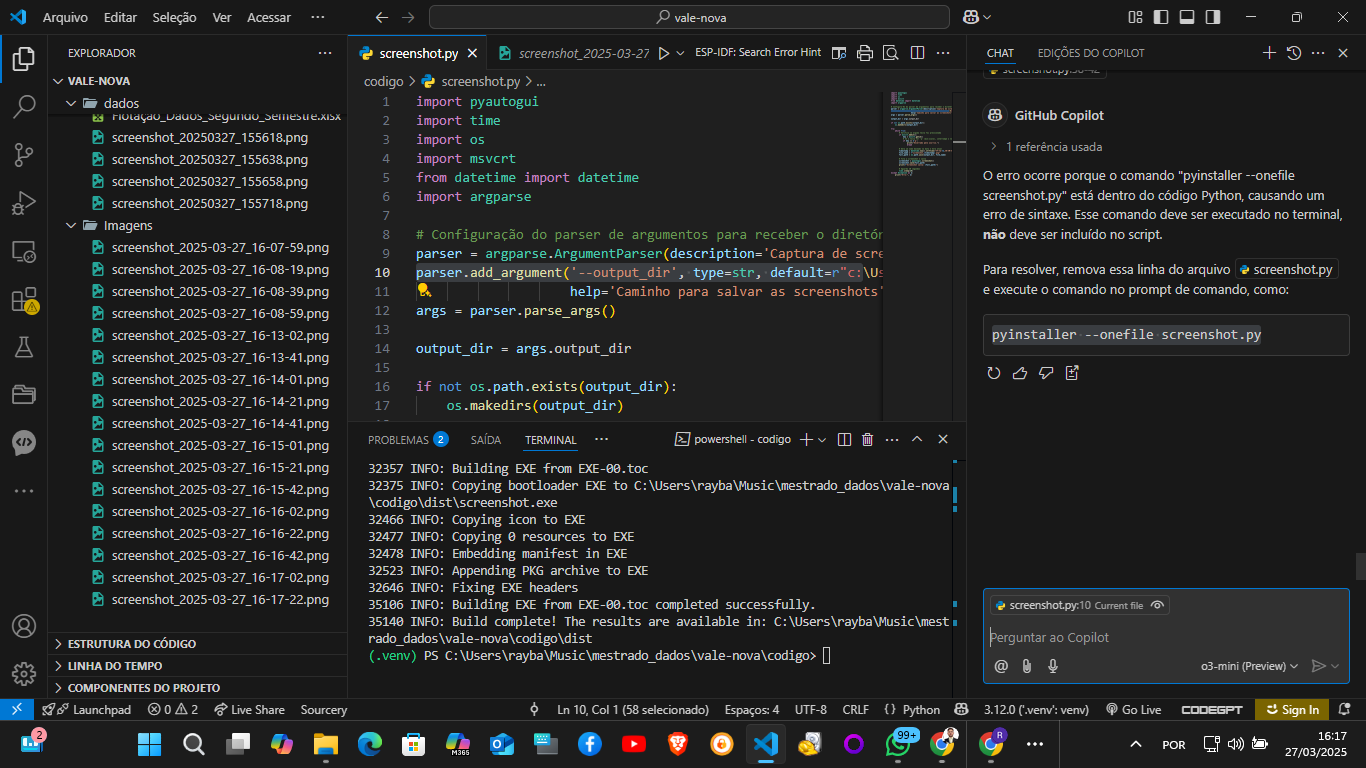 Arquivo Editar Seleção Ver Acessar ··· vale-nova
EXPLORADOR ···
VALE-NOVA
dados
Flotação_Dados_Segundo_Semestre.xlsx
screenshot_20250327_155618.png
screenshot_20250327_155638.png
screenshot_20250327_155658.png
screenshot_20250327_155718.png
Imagens
screenshot_2025-03-27_16-07-59.png
screenshot_2025-03-27_16-08-19.png
screenshot_2025-03-27_16-08-39.png
screenshot_2025-03-27_16-08-59.png
screenshot_2025-03-27_16-13-02.png
screenshot_2025-03-27_16-13-41.png
screenshot_2025-03-27_16-14-01.png
screenshot_2025-03-27_16-14-21.png
screenshot_2025-03-27_16-14-41.png
screenshot_2025-03-27_16-15-01.png
screenshot_2025-03-27_16-15-21.png
screenshot_2025-03-27_16-15-42.png
screenshot_2025-03-27_16-16-02.png
screenshot_2025-03-27_16-16-22.png
screenshot_2025-03-27_16-16-42.png
screenshot_2025-03-27_16-17-02.png
screenshot_2025-03-27_16-17-22.png
ESTRUTURA DO CÓDIGO
LINHA DO TEMPO
COMPONENTES DO PROJETO
screenshot.py screenshot_2025-03-27 ESP-IDF: Search Error Hint ···
codigo > screenshot.py > ...
1 import pyautogui
2 import time
3 import os
4 import msvcrt
5 from datetime import datetime
6 import argparse
7
8 # Configuração do parser de argumentos para receber o diretór
9 parser = argparse.ArgumentParser(description='Captura de scre
10 parser.add_argument('--output_dir', type=str, default=r"c:\Us
11 help='Caminho para salvar as screenshots'
12 args = parser.parse_args()
13
14 output_dir = args.output_dir
15
16 if not os.path.exists(output_dir):
17 os.makedirs(output_dir)
PROBLEMAS 2 SAÍDA TERMINAL ··· powershell - codigo
32357 INFO: Building EXE from EXE-00.toc
32375 INFO: Copying bootloader EXE to C:\Users\rayba\Music\mestrado_dados\vale-nova
\codigo\dist\screenshot.exe
32466 INFO: Copying icon to EXE
32477 INFO: Copying 0 resources to EXE
32478 INFO: Embedding manifest in EXE
32523 INFO: Appending PKG archive to EXE
32646 INFO: Fixing EXE headers
35106 INFO: Building EXE from EXE-00.toc completed successfully.
35140 INFO: Build complete! The results are available in: C:\Users\rayba\Music\mest
rado_dados\vale-nova\codigo\dist
(.venv) PS C:\Users\rayba\Music\mestrado_dados\vale-nova\codigo>
CHAT EDIÇÕES DO COPILOT ···
screenshot.py:38-42
GitHub Copilot
1 referência usada
O erro ocorre porque o comando "pyinstaller --onefile
screenshot.py" está dentro do código Python, causando um
erro de sintaxe. Esse comando deve ser executado no terminal,
não deve ser incluído no script.
Para resolver, remova essa linha do arquivo screenshot.py
e execute o comando no prompt de comando, como:
pyinstaller --onefile screenshot.py
screenshot.py:10 Current file
Perguntar ao Copilot
@ o3-mini (Preview)
Launchpad 0 2 Live Share Sourcery Ln 10, Col 1 (58 selecionado) Espaços: 4 UTF-8 CRLF Python 3.12.0 ('.venv': venv) Go Live CODEGPT Sign In
2 M365 99+ R POR 16:17
27/03/2025